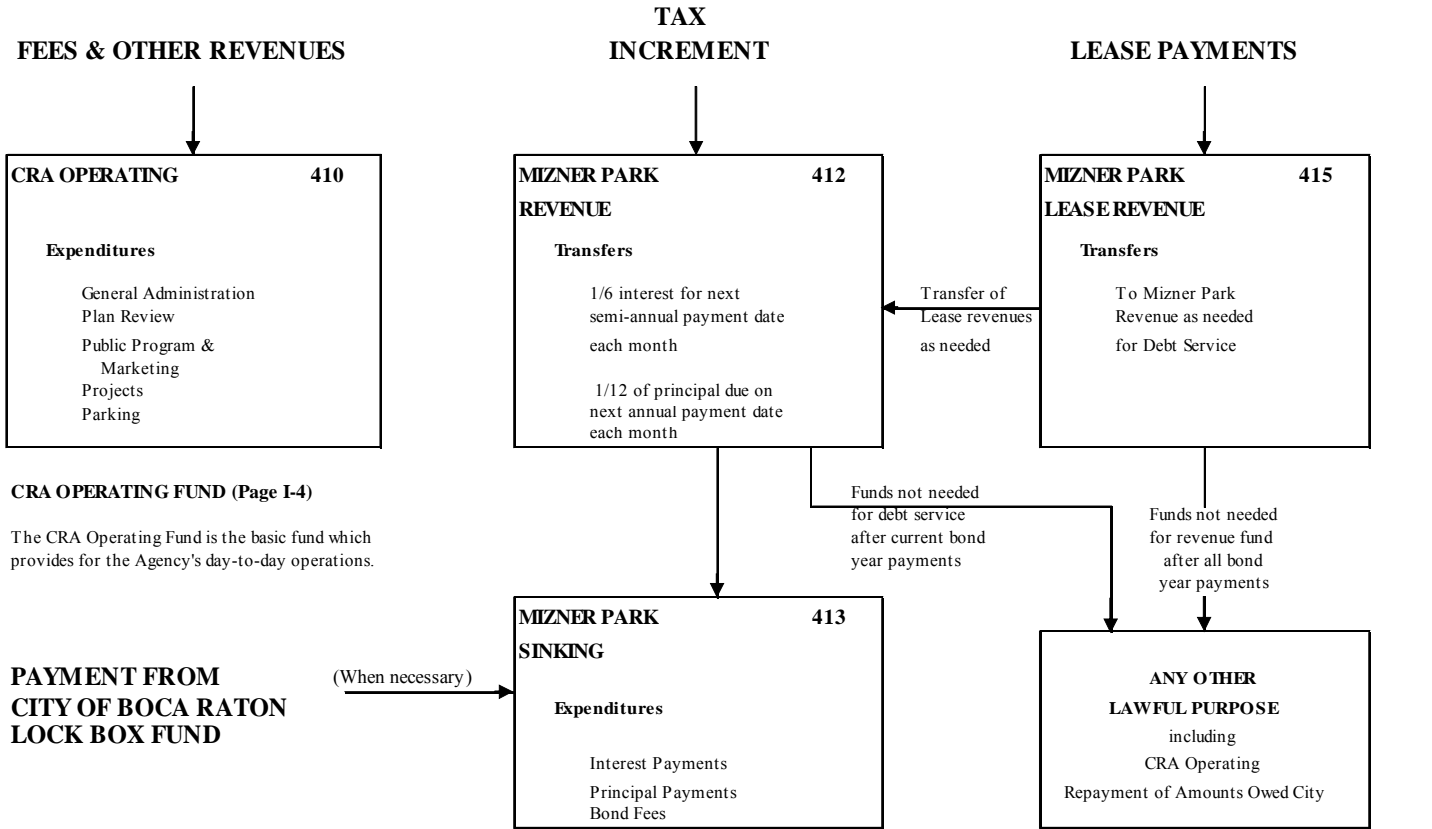 FEES & OTHER REVENUES
TAX
INCREMENT
LEASE PAYMENTS
CRA OPERATING 410
Expenditures
General Administration
Plan Review
Public Program &
Marketing
Projects
Parking
MIZNER PARK 412
REVENUE
Transfers
1/6 interest for next
semi-annual payment date
each month
1/12 of principal due on
next annual payment date
each month
Transfer of
Lease revenues
as needed
MIZNER PARK 415
LEASE REVENUE
Transfers
To Mizner Park
Revenue as needed
for Debt Service
CRA OPERATING FUND (Page I-4)
The CRA Operating Fund is the basic fund which
provides for the Agency's day-to-day operations.
Funds not needed
for debt service
after current bond
year payments
Funds not needed
for revenue fund
after all bond
year payments
PAYMENT FROM
CITY OF BOCA RATON
LOCK BOX FUND
(When necessary)
MIZNER PARK 413
SINKING
Expenditures
Interest Payments
Principal Payments
Bond Fees
ANY OTHER
LAWFUL PURPOSE
including
CRA Operating
Repayment of Amounts Owed City